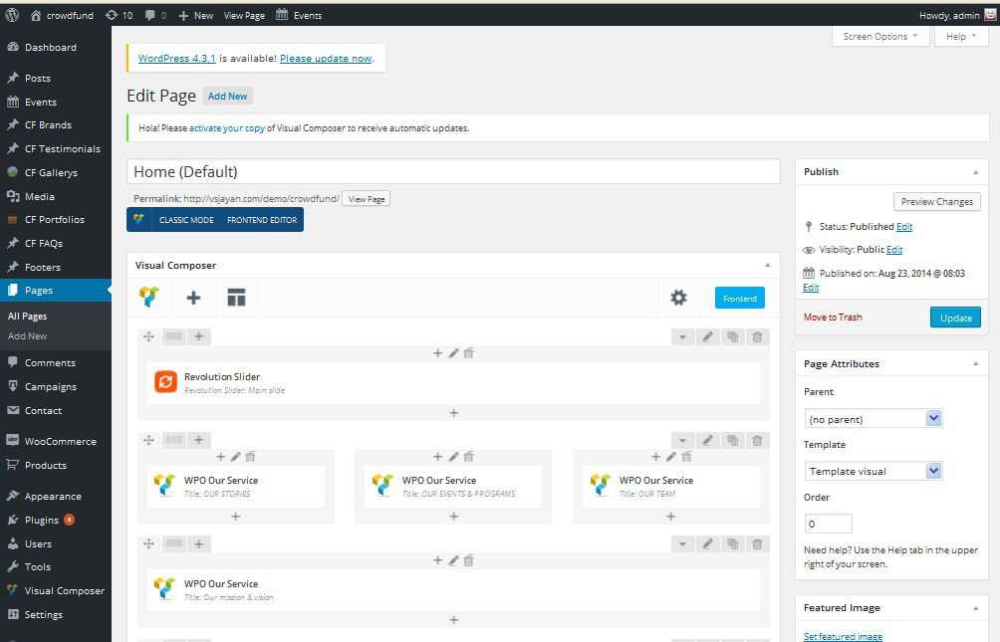 crowdfund 10 0 New View Page Events Howdy, admin
Screen Options Help
Dashboard
Posts
Events
CF Brands
CF Testimonials
CF Gallerys
Media
CF Portfolios
CF FAQs
Footers
Pages
All Pages
Add New
Comments
Campaigns
Contact
WooCommerce
Products
Appearance
Plugins 6
Users
Tools
Visual Composer
Settings
WordPress 4.3.1 is available! Please update now.
Edit Page Add New
Hola! Please activate your copy of Visual Composer to receive automatic updates.
Home (Default)
Permalink: http://vsjayan.com/demo/crowdfund/ View Page
CLASSIC MODE FRONTEND EDITOR
Visual Composer
Frontend
Revolution Slider
Revolution Slider: Main slide
WPO Our Service
Title: OUR STORIES
WPO Our Service
Title: OUR EVENTS & PROGRAMS
WPO Our Service
Title: OUR TEAM
WPO Our Service
Title: Our mission & vision
Publish
Preview Changes
Status: Published Edit
Visibility: Public Edit
Published on: Aug 23, 2014 @ 08:03
Edit
Move to Trash Update
Page Attributes
Parent
(no parent)
Template
Template visual
Order
0
Need help? Use the Help tab in the upper
right of your screen.
Featured Image
Set featured image